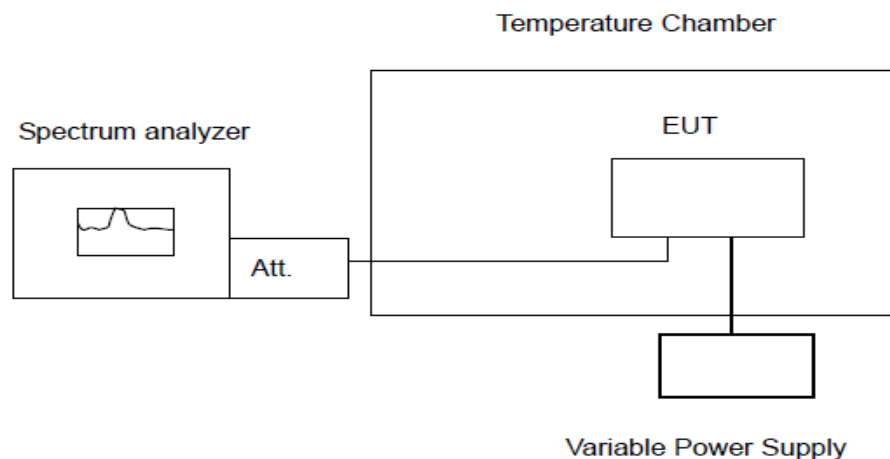 Temperature Chamber
Spectrum analyzer
EUT
Att.
Variable Power Supply